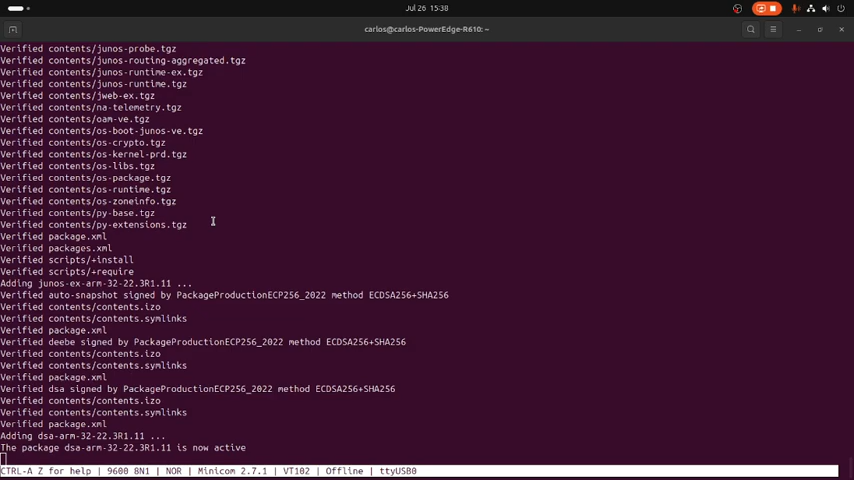 Jul 26  15:38
carlos@carlos-PowerEdge-R610: ~
Verified contents/junos-probe.tgz
Verified contents/junos-routing-aggregated.tgz
Verified contents/junos-runtime-ex.tgz
Verified contents/junos-runtime.tgz
Verified contents/jweb-ex.tgz
Verified contents/na-telemetry.tgz
Verified contents/oam-ve.tgz
Verified contents/os-boot-junos-ve.tgz
Verified contents/os-crypto.tgz
Verified contents/os-kernel-prd.tgz
Verified contents/os-libs.tgz
Verified contents/os-package.tgz
Verified contents/os-runtime.tgz
Verified contents/os-zoneinfo.tgz
Verified contents/py-base.tgz
Verified contents/py-extensions.tgz
Verified package.xml
Verified packages.xml
Verified scripts/+install
Verified scripts/+require
Adding junos-ex-arm-32-22.3R1.11 ...
Verified auto-snapshot signed by PackageProductionECP256_2022 method ECDSA256+SHA256
Verified contents/contents.izo
Verified contents/contents.symlinks
Verified package.xml
Verified deebe signed by PackageProductionECP256_2022 method ECDSA256+SHA256
Verified contents/contents.izo
Verified contents/contents.symlinks
Verified package.xml
Verified dsa signed by PackageProductionECP256_2022 method ECDSA256+SHA256
Verified contents/contents.izo
Verified contents/contents.symlinks
Verified package.xml
Adding dsa-arm-32-22.3R1.11 ...
The package dsa-arm-32-22.3R1.11 is now active
CTRL-A Z for help | 9600 8N1 | NOR | Minicom 2.7.1 | VT102 | Offline | ttyUSB0